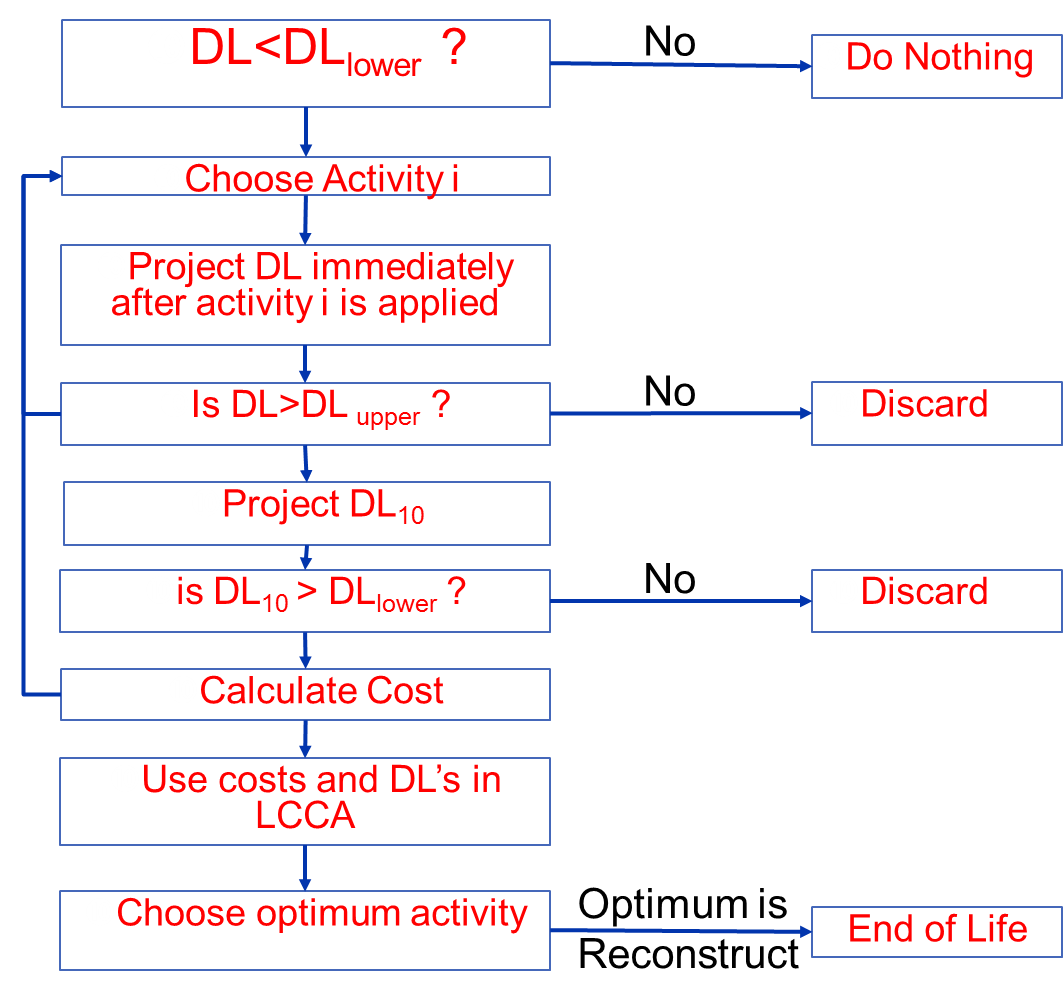 DL<DLlower ?
No
Do Nothing
Choose Activity i
Project DL immediately
after activity i is applied
Is DL>DL upper ?
No
Discard
Project DL10
is DL10 > DLlower ?
No
Discard
Calculate Cost
Use costs and DL’s in
LCCA
Choose optimum activity
Optimum is
Reconstruct
End of Life